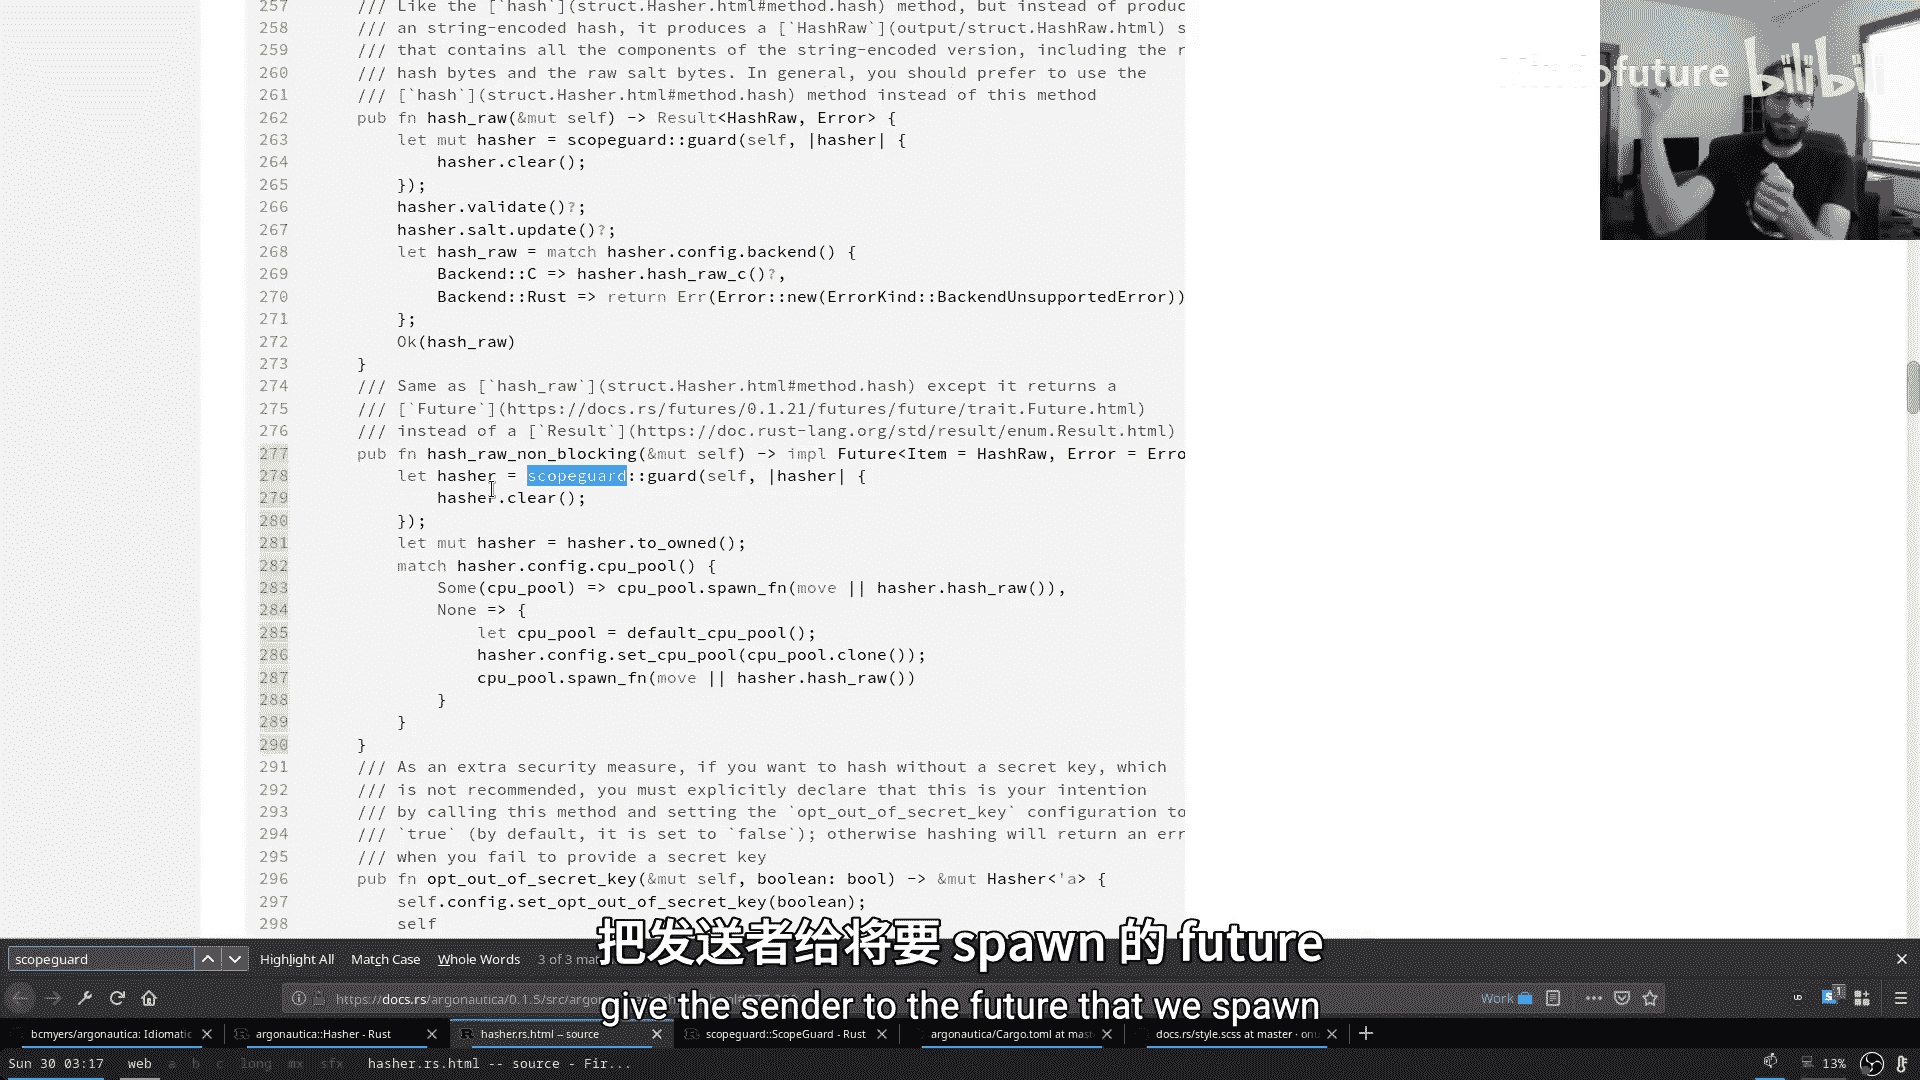 257 /// Like the [`hash`](struct.Hasher.html#method.hash) method, but instead of produc
258 /// an string-encoded hash, it produces a [`HashRaw`](output/struct.HashRaw.html) s
259 /// that contains all the components of the string-encoded version, including the r
260 /// hash bytes and the raw salt bytes. In general, you should prefer to use the
261 /// [`hash`](struct.Hasher.html#method.hash) method instead of this method
262 pub fn hash_raw(&mut self) -> Result<HashRaw, Error> {
263 let mut hasher = scopeguard::guard(self, |hasher| {
264 hasher.clear();
265 });
266 hasher.validate()?;
267 hasher.salt.update()?;
268 let hash_raw = match hasher.config.backend() {
269 Backend::C => hasher.hash_raw_c()?,
270 Backend::Rust => return Err(Error::new(ErrorKind::BackendUnsupportedError))
271 };
272 Ok(hash_raw)
273 }
274 /// Same as [`hash_raw`](struct.Hasher.html#method.hash) except it returns a
275 /// [`Future`](https://docs.rs/futures/0.1.21/futures/future/trait.Future.html)
276 /// instead of a [`Result`](https://doc.rust-lang.org/std/result/enum.Result.html)
277 pub fn hash_raw_non_blocking(&mut self) -> impl Future<Item = HashRaw, Error = Erro
278 let hasher = scopeguard::guard(self, |hasher| {
279 hasher.clear();
280 });
281 let mut hasher = hasher.to_owned();
282 match hasher.config.cpu_pool() {
283 Some(cpu_pool) => cpu_pool.spawn_fn(move || hasher.hash_raw()),
284 None => {
285 let cpu_pool = default_cpu_pool();
286 hasher.config.set_cpu_pool(cpu_pool.clone());
287 cpu_pool.spawn_fn(move || hasher.hash_raw())
288 }
289 }
290 }
291 /// As an extra security measure, if you want to hash without a secret key, which
292 /// is not recommended, you must explicitly declare that this is your intention
293 /// by calling this method and setting the `opt_out_of_secret_key` configuration to
294 /// `true` (by default, it is set to `false`); otherwise hashing will return an err
295 /// when you fail to provide a secret key
296 pub fn opt_out_of_secret_key(&mut self, boolean: bool) -> &mut Hasher<'a> {
297 self.config.set_opt_out_of_secret_key(boolean);
298 self
Mindofuture bilibili
把发送者给将要 spawn 的 future
give the sender to the future that we spawn
scopeguard Highlight All Match Case Whole Words 3 of 3 mat
https://docs.rs/argonautica/0.1.5/src/argon Work
bcmyers/argonautica: Idiomatic argonautica::Hasher - Rust hasher.rs.html -- source scopeguard::ScopeGuard - Rust argonautica/Cargo.toml at mas docs.rs/style.scss at master · onu
Sun 30 03:17 web a b c long mx sfx hasher.rs.html -- source - Fir... 13%